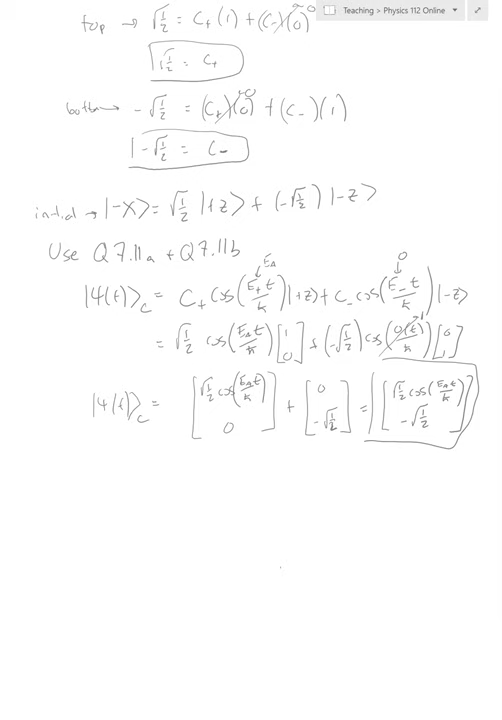 Teaching > Physics 112 Online
top → √½ = C₊(1) + (C₋)(0)⁰
√½ = C₊
bottom → -√½ = (C₊)(0)⁰ + (C₋)(1)
-√½ = C₋
initial → |-x> = √½ |+z> + (-√½) |-z>
Use Q7.11a + Q7.11b
E_A 0
|ψ(t)>_C = C₊ cos(E₊t/ħ)|+z> + C₋ cos(E₋t/ħ)|-z>
= √½ cos(E_A t/ħ) [1 0] + (-√½) cos(0(t)/ħ) [0 1]
|ψ(t)>_C = [√½ cos(E_A t/ħ) 0] + [0 -√½] = [√½ cos(E_A t/ħ) -√½]